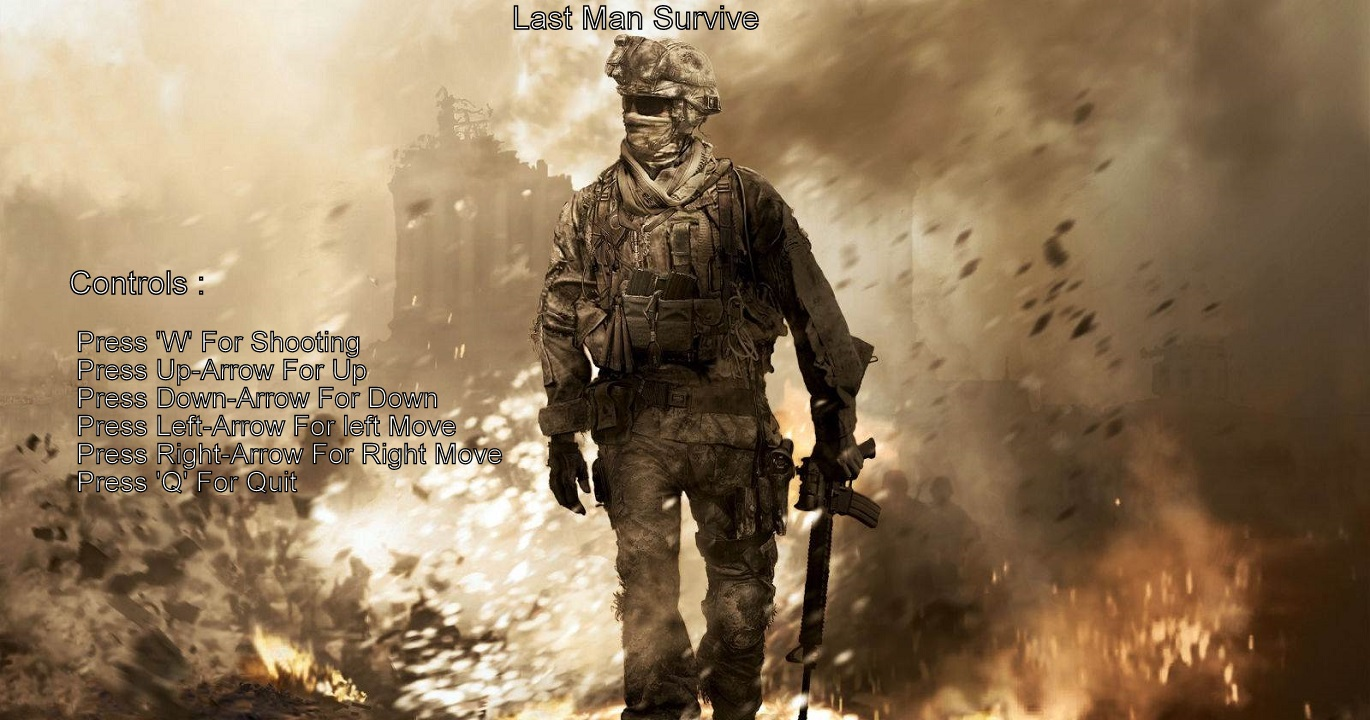 Last Man Survive
Controls :
Press 'W' For Shooting
Press Up-Arrow For Up
Press Down-Arrow For Down
Press Left-Arrow For left Move
Press Right-Arrow For Right Move
Press 'Q' For Quit